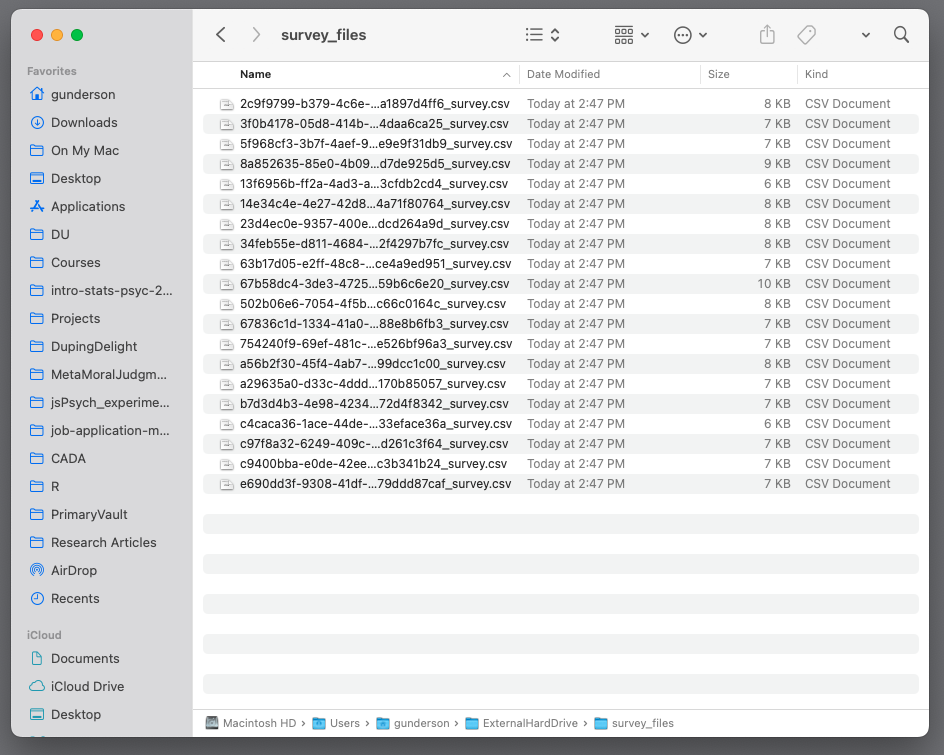 survey_files
Favorites
gunderson
Downloads
On My Mac
Desktop
Applications
DU
Courses
intro-stats-psyc-2...
Projects
DupingDelight
MetaMoralJudgm...
jsPsych_experime...
job-application-m...
CADA
R
PrimaryVault
Research Articles
AirDrop
Recents
iCloud
Documents
iCloud Drive
Desktop
Name Date Modified Size Kind
2c9f9799-b379-4c6e-...a1897d4ff6_survey.csv Today at 2:47 PM 8 KB CSV Document
3f0b4178-05d8-414b-...4daa6ca25_survey.csv Today at 2:47 PM 7 KB CSV Document
5f968cf3-3b7f-4aef-9...e9e9f31db9_survey.csv Today at 2:47 PM 7 KB CSV Document
8a852635-85e0-4b09...d7de925d5_survey.csv Today at 2:47 PM 9 KB CSV Document
13f6956b-ff2a-4ad3-a...3cfdb2cd4_survey.csv Today at 2:47 PM 6 KB CSV Document
14e34c4e-4e27-42d8...4a71f80764_survey.csv Today at 2:47 PM 8 KB CSV Document
23d4ec0e-9357-400e...dcd264a9d_survey.csv Today at 2:47 PM 8 KB CSV Document
34feb55e-d811-4684-...2f4297b7fc_survey.csv Today at 2:47 PM 8 KB CSV Document
63b17d05-e2ff-48c8-...ce4a9ed951_survey.csv Today at 2:47 PM 7 KB CSV Document
67b58dc4-3de3-4725...59b6c6e20_survey.csv Today at 2:47 PM 10 KB CSV Document
502b06e6-7054-4f5b...c66c0164c_survey.csv Today at 2:47 PM 8 KB CSV Document
67836c1d-1334-41a0-...88e8b6fb3_survey.csv Today at 2:47 PM 7 KB CSV Document
754240f9-69ef-481c-...e526bf96a3_survey.csv Today at 2:47 PM 7 KB CSV Document
a56b2f30-45f4-4ab7-...99dcc1c00_survey.csv Today at 2:47 PM 8 KB CSV Document
a29635a0-d33c-4ddd...170b85057_survey.csv Today at 2:47 PM 7 KB CSV Document
b7d3d4b3-4e98-4234...72d4f8342_survey.csv Today at 2:47 PM 7 KB CSV Document
c4caca36-1ace-44de-...33eface36a_survey.csv Today at 2:47 PM 6 KB CSV Document
c97f8a32-6249-409c-...d261c3f64_survey.csv Today at 2:47 PM 7 KB CSV Document
c9400bba-e0de-42ee...c3b341b24_survey.csv Today at 2:47 PM 7 KB CSV Document
e690dd3f-9308-41df-...79ddd87caf_survey.csv Today at 2:47 PM 7 KB CSV Document
Macintosh HD › Users › gunderson › ExternalHardDrive › survey_files